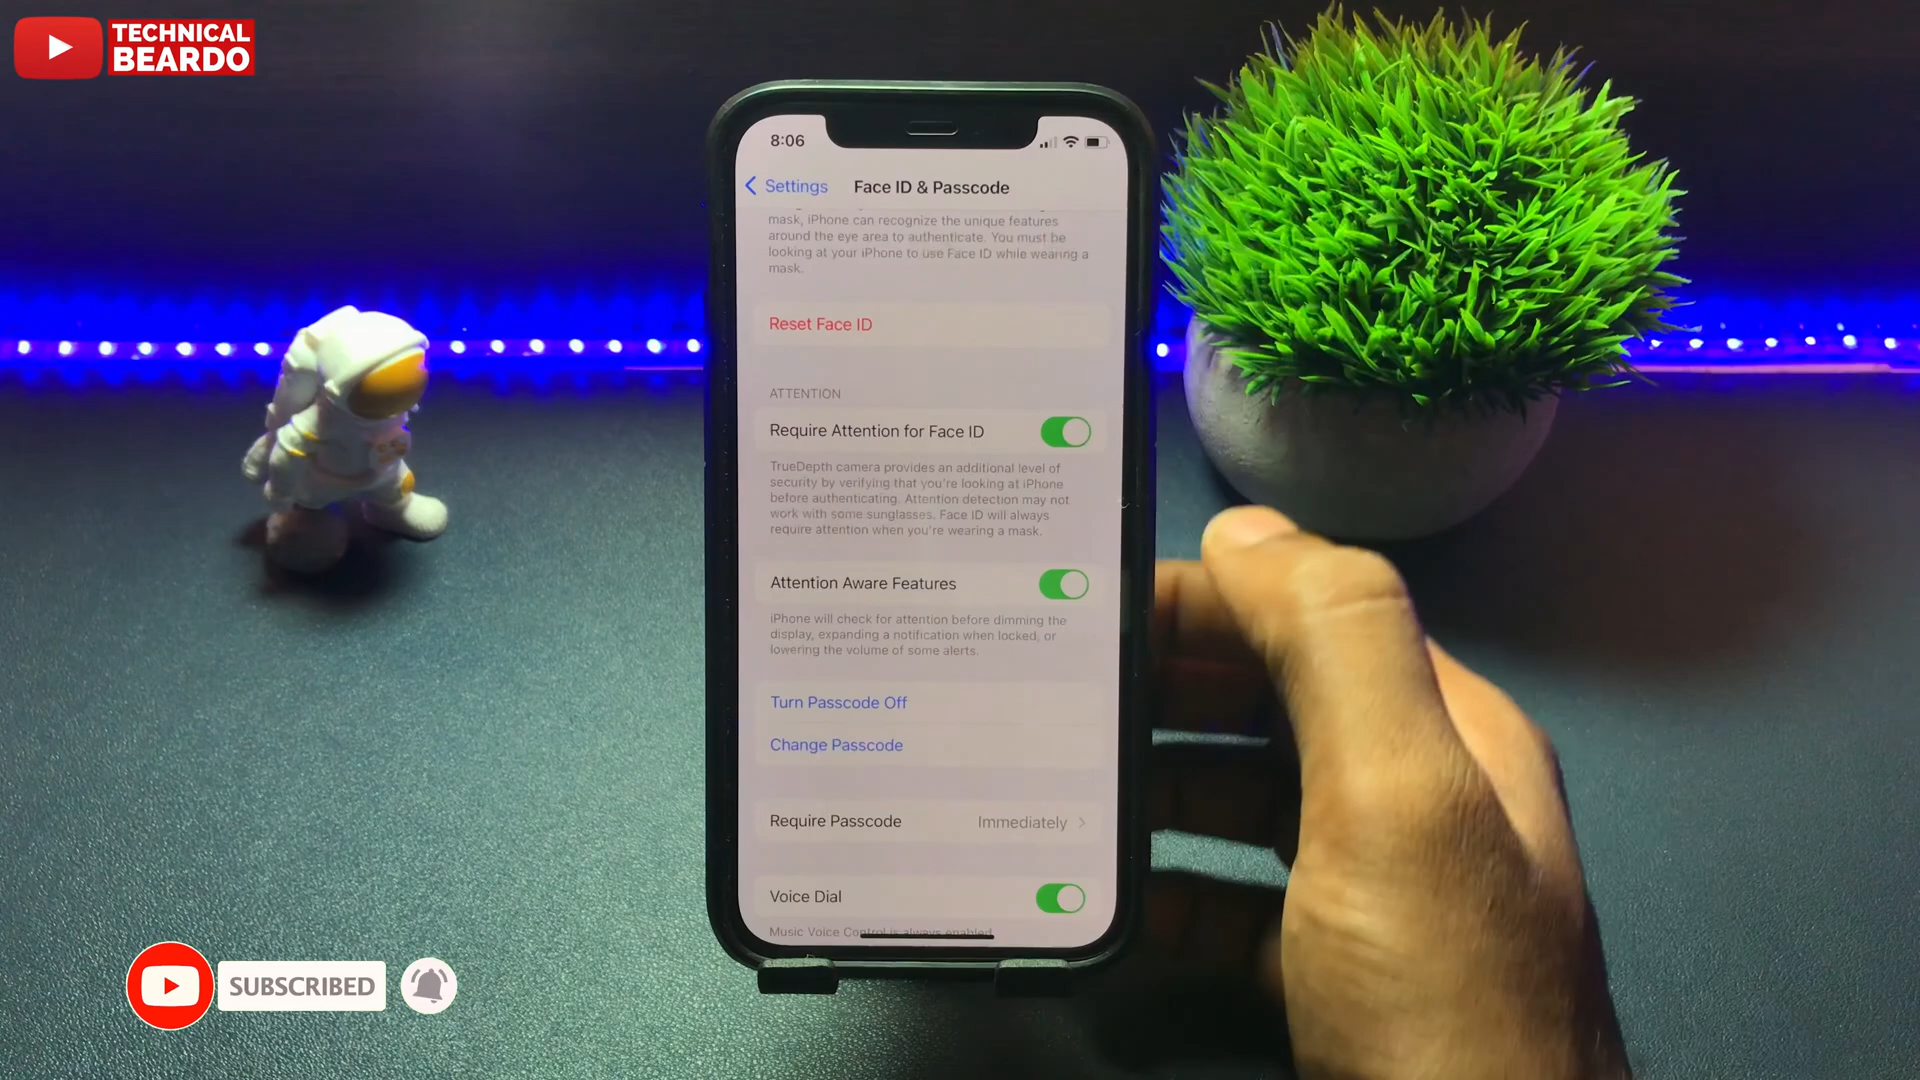 TECHNICAL
BEARDO
8:06
Settings
Face ID & Passcode
mask, iPhone can recognize the unique features
around the eye area to authenticate. You must be
looking at your iPhone to use Face ID while wearing a
mask.
Reset Face ID
ATTENTION
Require Attention for Face ID
TrueDepth camera provides an additional level of
security by verifying that you're looking at iPhone
before authenticating. Attention detection may not
work with some sunglasses. Face ID will always
require attention when you're wearing a mask.
Attention Aware Features
iPhone will check for attention before dimming the
display, expanding a notification when locked, or
lowering the volume of some alerts.
Turn Passcode Off
Change Passcode
Require Passcode
Immediately
Voice Dial
Music Voice Control is always enabled
SUBSCRIBED